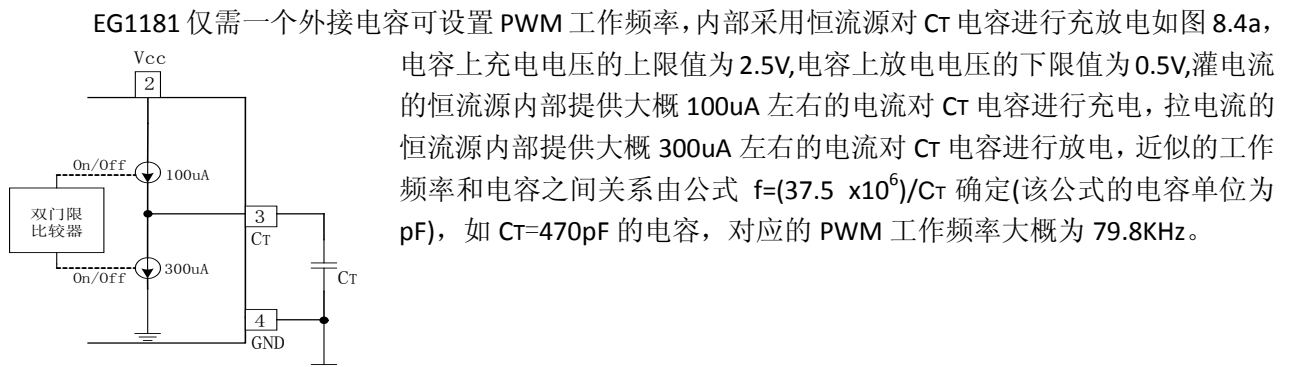 EG1181 仅需一个外接电容可设置 PWM 工作频率，内部采用恒流源对 CT 电容进行充放电如图 8.4a，
电容上充电电压的上限值为 2.5V,电容上放电电压的下限值为 0.5V,灌电流
的恒流源内部提供大概 100uA 左右的电流对 CT 电容进行充电，拉电流的
恒流源内部提供大概 300uA 左右的电流对 CT 电容进行放电，近似的工作
频率和电容之间关系由公式 f=(37.5 x10⁶)/CT 确定(该公式的电容单位为
pF)，如 CT=470pF 的电容，对应的 PWM 工作频率大概为 79.8KHz。
Vcc
2
On/Off
100uA
双门限
比较器
3
CT
On/Off
300uA
CT
4
GND